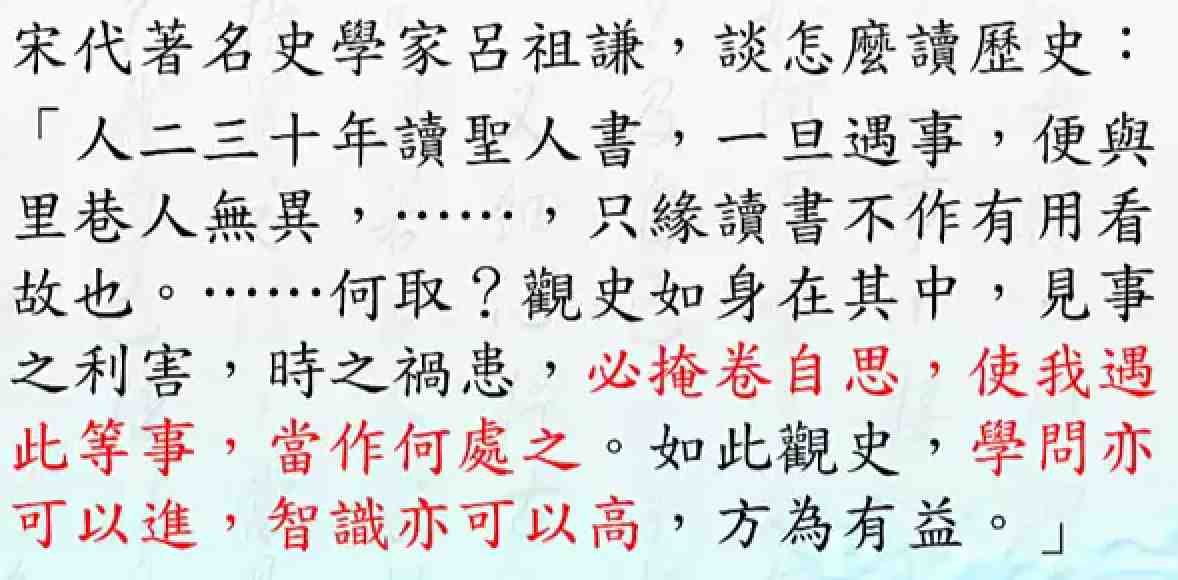 宋代著名史學家呂祖謙，談怎麼讀歷史：
「人二三十年讀聖人書，一旦遇事，便與
里巷人無異，……，只緣讀書不作有用看
故也。……何取？觀史如身在其中，見事
之利害，時之禍患，必掩卷自思，使我遇
此等事，當作何處之。如此觀史，學問亦
可以進，智識亦可以高，方為有益。」